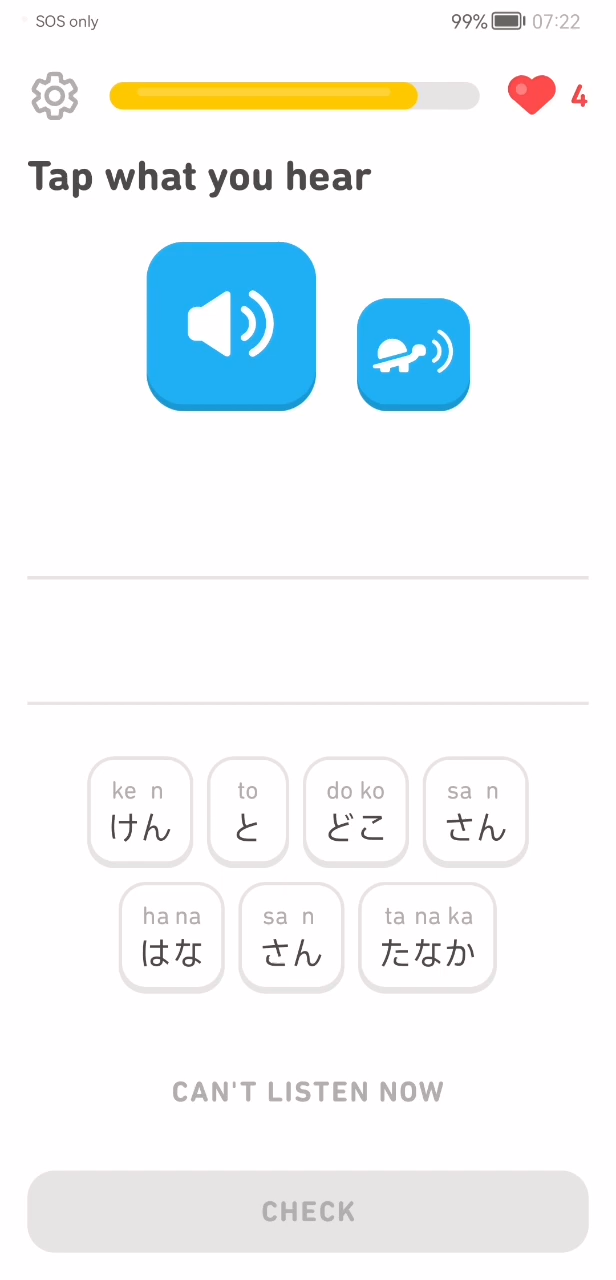 SOS only 99% 07:22
4
Tap what you hear
ke n to do ko sa n
けん と どこ さん
ha na sa n ta na ka
はな さん たなか
CAN'T LISTEN NOW
CHECK